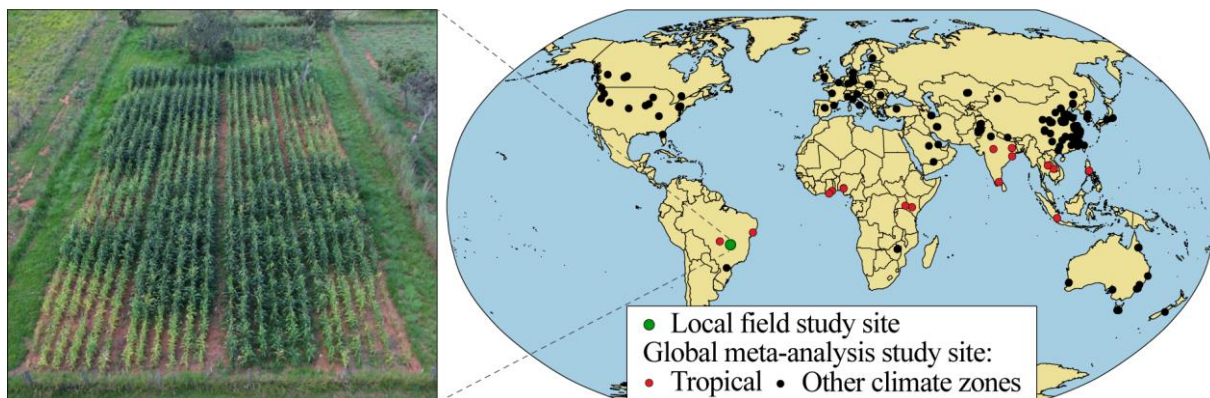 Local field study site
Global meta-analysis study site:
Tropical Other climate zones